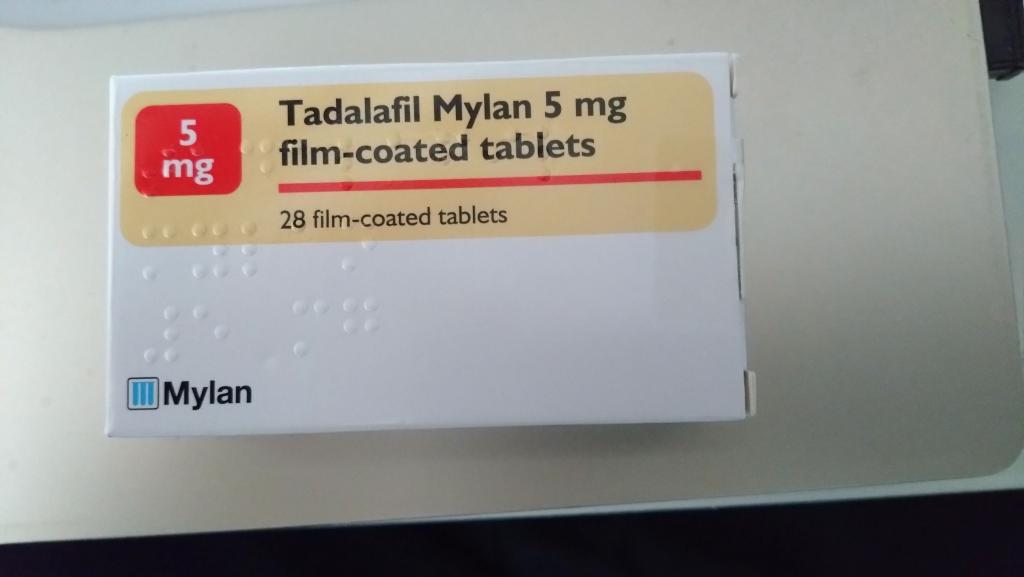 5
mg
Tadalafil Mylan 5 mg
film-coated tablets
28 film-coated tablets
Mylan